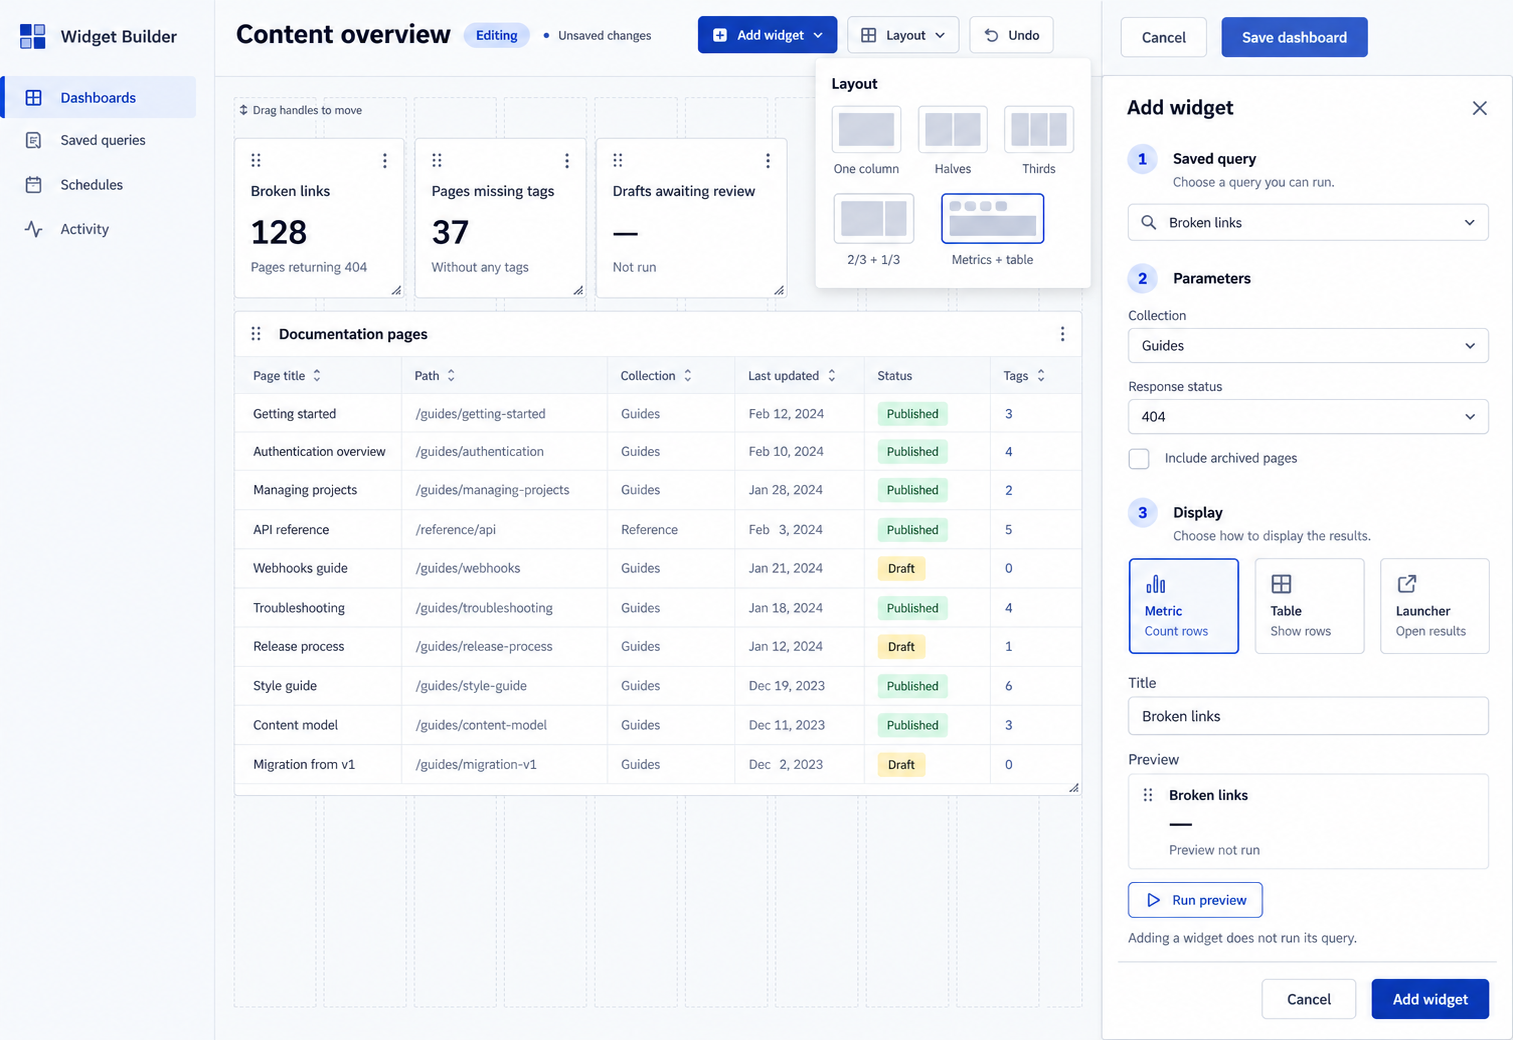 Widget Builder
Dashboards
Saved queries
Schedules
Activity
Content overview
Editing
• Unsaved changes
Add widget
Layout
Undo
Cancel
Save dashboard
Layout
One column
Halves
Thirds
2/3 + 1/3
Metrics + table
Drag handles to move
Broken links
128
Pages returning 404
Pages missing tags
37
Without any tags
Drafts awaiting review
—
Not run
Documentation pages
Page title Path Collection Last updated Status Tags
Getting started /guides/getting-started Guides Feb 12, 2024 Published 3
Authentication overview /guides/authentication Guides Feb 10, 2024 Published 4
Managing projects /guides/managing-projects Guides Jan 28, 2024 Published 2
API reference /reference/api Reference Feb 3, 2024 Published 5
Webhooks guide /guides/webhooks Guides Jan 21, 2024 Draft 0
Troubleshooting /guides/troubleshooting Guides Jan 18, 2024 Published 4
Release process /guides/release-process Guides Jan 12, 2024 Draft 1
Style guide /guides/style-guide Guides Dec 19, 2023 Published 6
Content model /guides/content-model Guides Dec 11, 2023 Published 3
Migration from v1 /guides/migration-v1 Guides Dec 2, 2023 Draft 0
Add widget
1 Saved query
Choose a query you can run.
Broken links
2 Parameters
Collection
Guides
Response status
404
Include archived pages
3 Display
Choose how to display the results.
Metric
Count rows
Table
Show rows
Launcher
Open results
Title
Broken links
Preview
Broken links
—
Preview not run
Run preview
Adding a widget does not run its query.
Cancel
Add widget